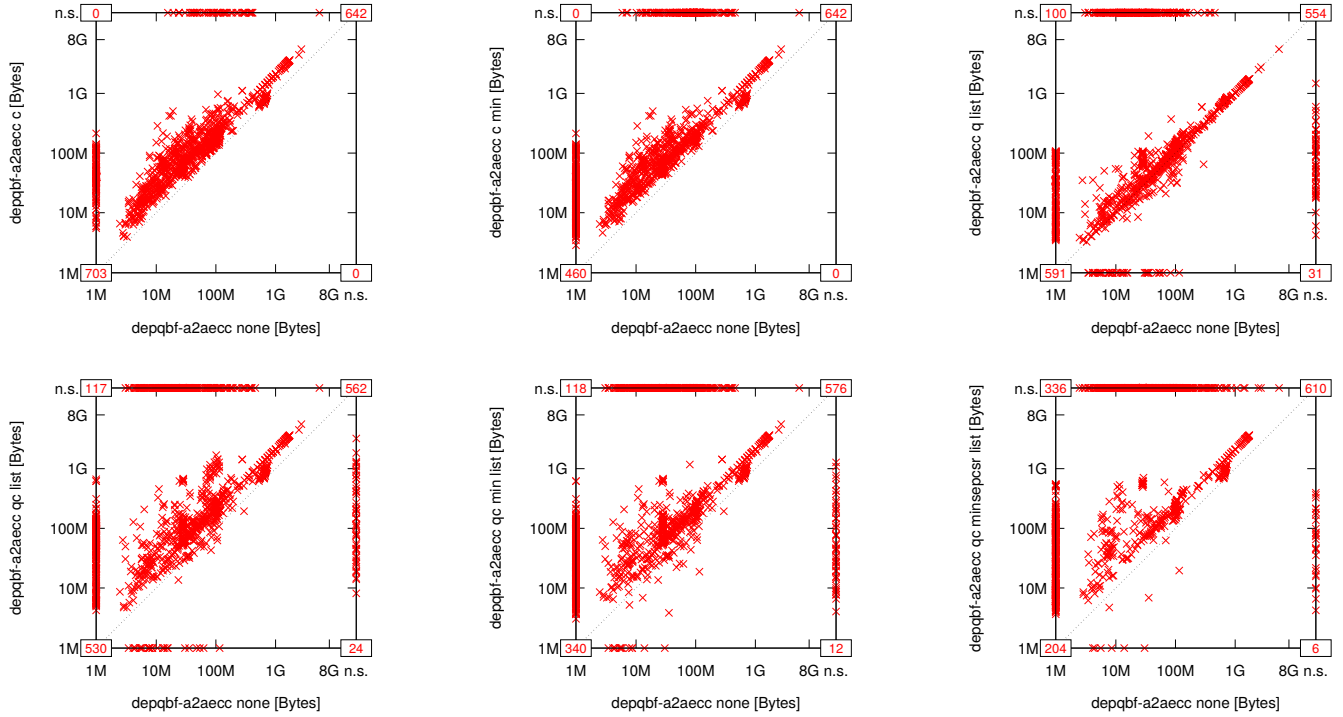 n.s. 0 642
8G
1G
100M
10M
1M 703 0
1M 10M 100M 1G 8G n.s.
depqbf-a2aecc c [Bytes]
depqbf-a2aecc none [Bytes]
n.s. 0 642
8G
1G
100M
10M
1M 460 0
1M 10M 100M 1G 8G n.s.
depqbf-a2aecc c min [Bytes]
depqbf-a2aecc none [Bytes]
n.s. 100 554
8G
1G
100M
10M
1M 591 31
1M 10M 100M 1G 8G n.s.
depqbf-a2aecc q list [Bytes]
depqbf-a2aecc none [Bytes]
n.s. 117 562
8G
1G
100M
10M
1M 530 24
1M 10M 100M 1G 8G n.s.
depqbf-a2aecc qc list [Bytes]
depqbf-a2aecc none [Bytes]
n.s. 118 576
8G
1G
100M
10M
1M 340 12
1M 10M 100M 1G 8G n.s.
depqbf-a2aecc qc min list [Bytes]
depqbf-a2aecc none [Bytes]
n.s. 336 610
8G
1G
100M
10M
1M 204 6
1M 10M 100M 1G 8G n.s.
depqbf-a2aecc qc minsepcsr list [Bytes]
depqbf-a2aecc none [Bytes]